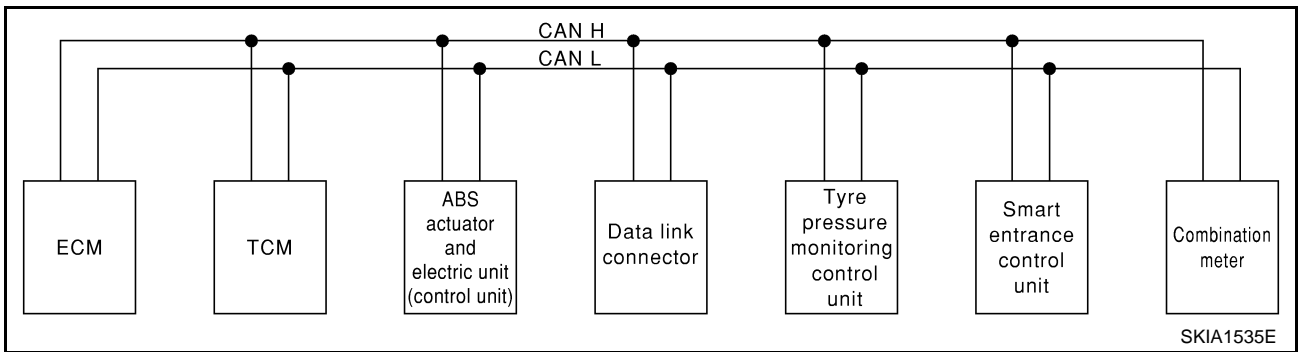 CAN H
CAN L
ECM
TCM
ABS
actuator
and
electric unit
(control unit)
Data link
connector
Tyre
pressure
monitoring
control
unit
Smart
entrance
control
unit
Combination
meter
SKIA1535E